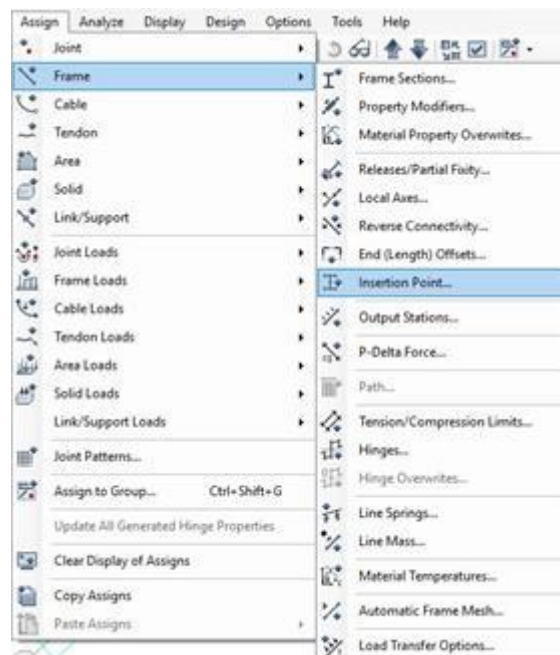 Assign Analyze Display Design Options Tools Help
Joint
Frame
Cable
Tendon
Area
Solid
Link/Support
Joint Loads
Frame Loads
Cable Loads
Tendon Loads
Area Loads
Solid Loads
Link/Support Loads
Joint Patterns...
Assign to Group... Ctrl+Shift+G
Update All Generated Hinge Properties
Clear Display of Assigns
Copy Assigns
Paste Assigns
Frame Sections...
Property Modifiers...
Material Property Overwrites...
Releases/Partial Fixity...
Local Axes...
Reverse Connectivity...
End (Length) Offsets...
Insertion Point...
Output Stations...
P-Delta Force...
Path...
Tension/Compression Limits...
Hinges...
Hinge Overwrites...
Line Springs...
Line Mass...
Material Temperatures...
Automatic Frame Mesh...
Load Transfer Options...